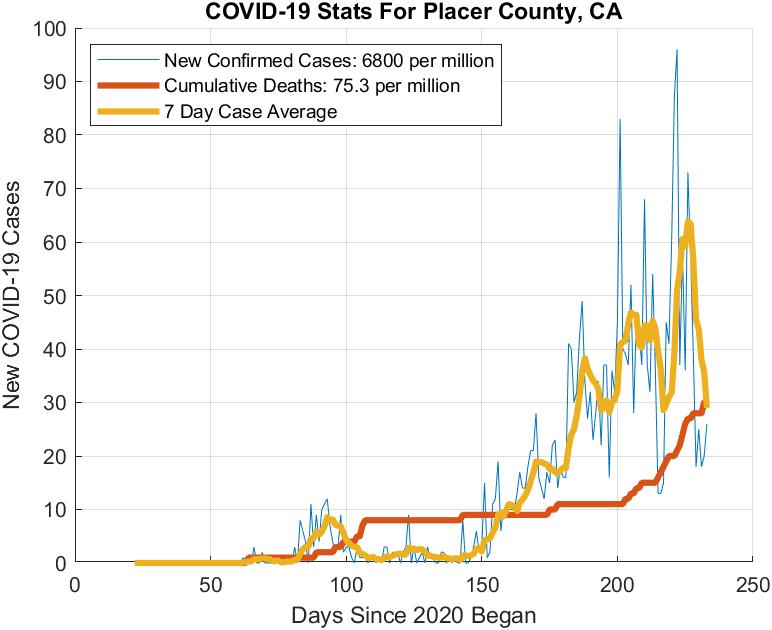 COVID-19 Stats For Placer County, CA
New Confirmed Cases: 6800 per million
Cumulative Deaths: 75.3 per million
7 Day Case Average
New COVID-19 Cases
100
90
80
70
60
50
40
30
20
10
0
0 50 100 150 200 250
Days Since 2020 Began